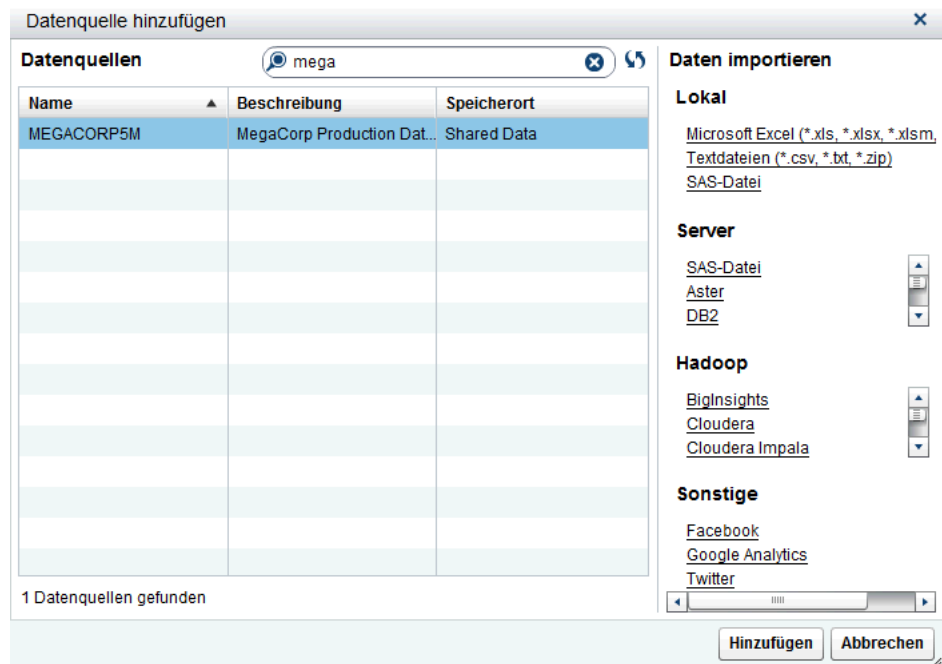 Datenquelle hinzufügen
Datenquellen
mega
Name
Beschreibung
Speicherort
MEGACORP5M
MegaCorp Production Dat...
Shared Data
1 Datenquellen gefunden
Daten importieren
Lokal
Microsoft Excel (*.xls, *.xlsx, *.xlsm,
Textdateien (*.csv, *.txt, *.zip)
SAS-Datei
Server
SAS-Datei
Aster
DB2
Hadoop
BigInsights
Cloudera
Cloudera Impala
Sonstige
Facebook
Google Analytics
Twitter
Hinzufügen
Abbrechen